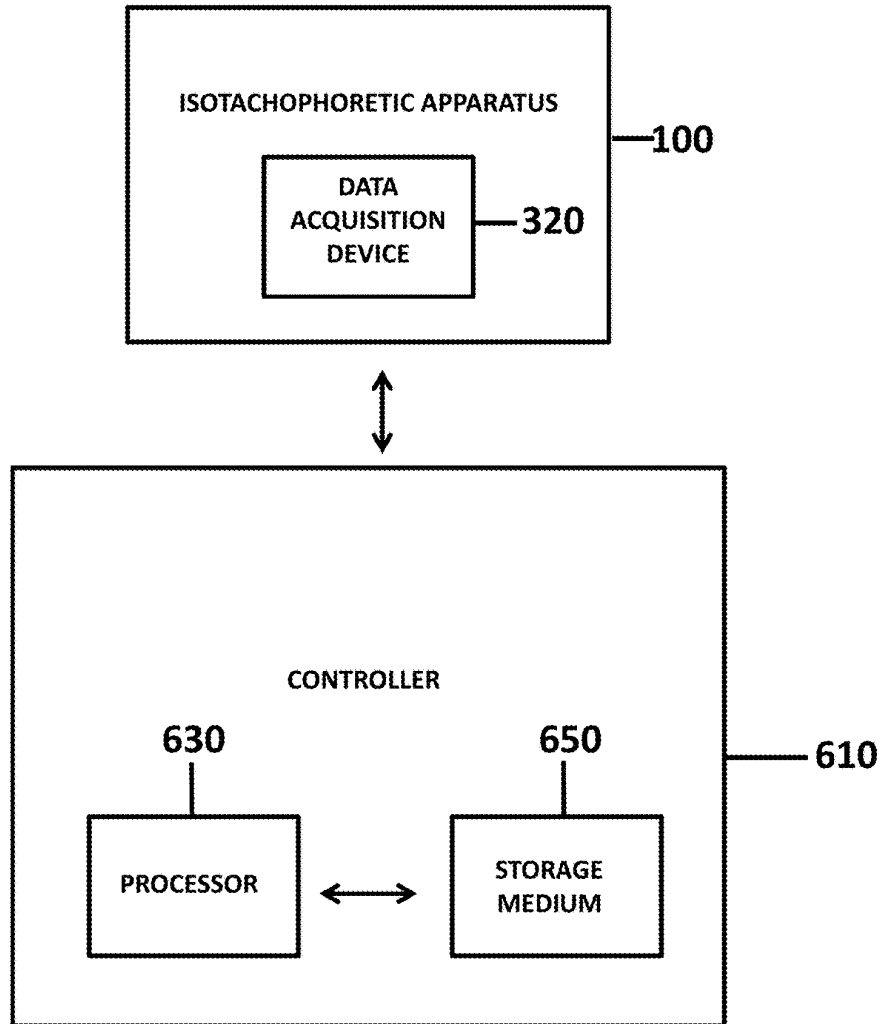 ISOTACHOPHORETIC APPARATUS
100
DATA
ACQUISITION
DEVICE
320
CONTROLLER
630
650
610
PROCESSOR
STORAGE
MEDIUM